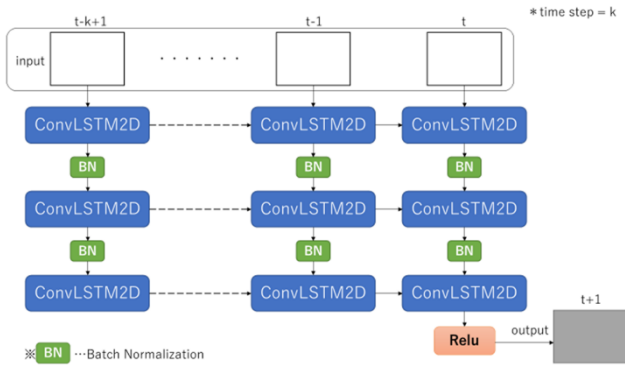 * time step = k
t-k+1 t-1 t
input · · · · · · ·
ConvLSTM2D ConvLSTM2D ConvLSTM2D
BN BN BN
ConvLSTM2D ConvLSTM2D ConvLSTM2D
BN BN BN
ConvLSTM2D ConvLSTM2D ConvLSTM2D
t+1
Relu output
※ BN …Batch Normalization